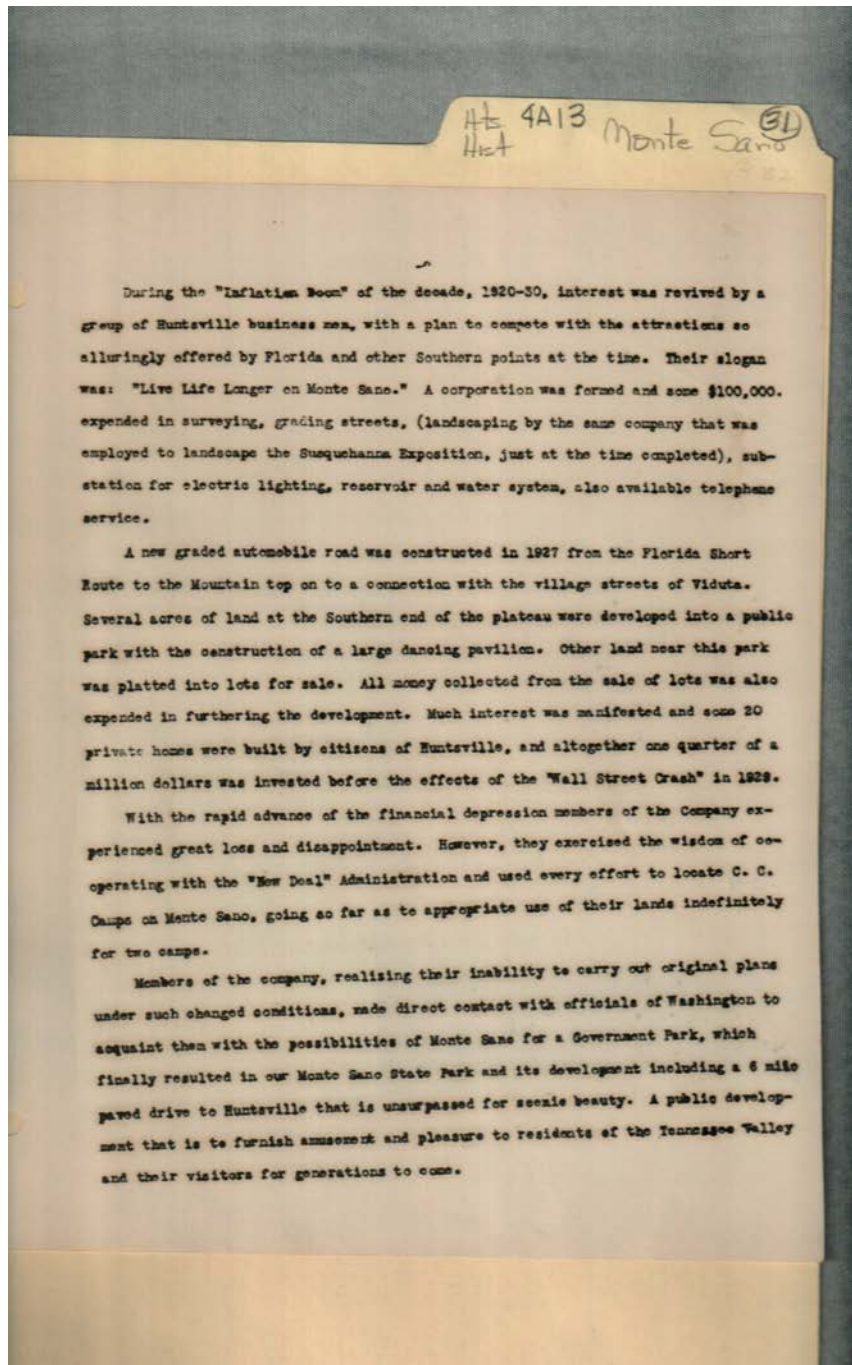 Hts 4A13 Monte Sano 31
Hist
During the "Inflation Boom" of the decade, 1920-30, interest was revived by a
group of Huntsville business men, with a plan to compete with the attractions so
alluringly offered by Florida and other Southern points at the time. Their slogan
was: "Live Life Longer on Monte Sano." A corporation was formed and some $100,000.
expended in surveying, grading streets, (landscaping by the same company that was
employed to landscape the Susquehanna Exposition, just at the time completed), sub-
station for electric lighting, reservoir and water system, also available telephone
service.
A new graded automobile road was constructed in 1927 from the Florida Short
Route to the Mountain top on to a connection with the village streets of Viduta.
Several acres of land at the Southern end of the plateau were developed into a public
park with the construction of a large dancing pavilion. Other land near this park
was platted into lots for sale. All money collected from the sale of lots was also
expended in furthering the development. Much interest was manifested and some 20
private homes were built by citizens of Huntsville, and altogether one quarter of a
million dollars was invested before the effects of the "Wall Street Crash" in 1929.
With the rapid advance of the financial depression members of the Company ex-
perienced great loss and disappointment. However, they exercised the wisdom of co-
operating with the "New Deal" Administration and used every effort to locate C. C.
Camps on Monte Sano, going so far as to appropriate use of their lands indefinitely
for two camps.
Members of the company, realizing their inability to carry out original plans
under such changed conditions, made direct contact with officials of Washington to
acquaint them with the possibilities of Monte Sano for a Government Park, which
finally resulted in our Monte Sano State Park and its development including a 6 mile
paved drive to Huntsville that is unsurpassed for scenic beauty. A public develop-
ment that is to furnish amusement and pleasure to residents of the Tennessee Valley
and their visitors for generations to come.